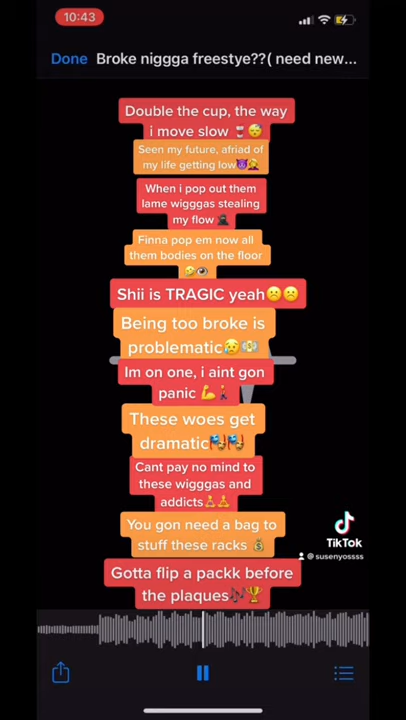 10:43
Done Broke niggga freestye??( need new...
Double the cup, the way
i move slow 🥤😴
Seen my future, afriad of
my life getting low😈🤦‍♀️
When i pop out them
lame wigggas stealing
my flow🥷🏿
Finna pop em now all
them bodies on the floor
🤣👁️
Shii is TRAGIC yeah☹️☹️
Being too broke is
problematic😥💵
Im on one, i aint gon
panic 💪🚶🏿
These woes get
dramatic🎏🎏
Cant pay no mind to
these wigggas and
addicts🧘🧘
You gon need a bag to
stuff these racks 💰
Gotta flip a packk before
the plaques🎶🏆
TikTok
@susenyossss